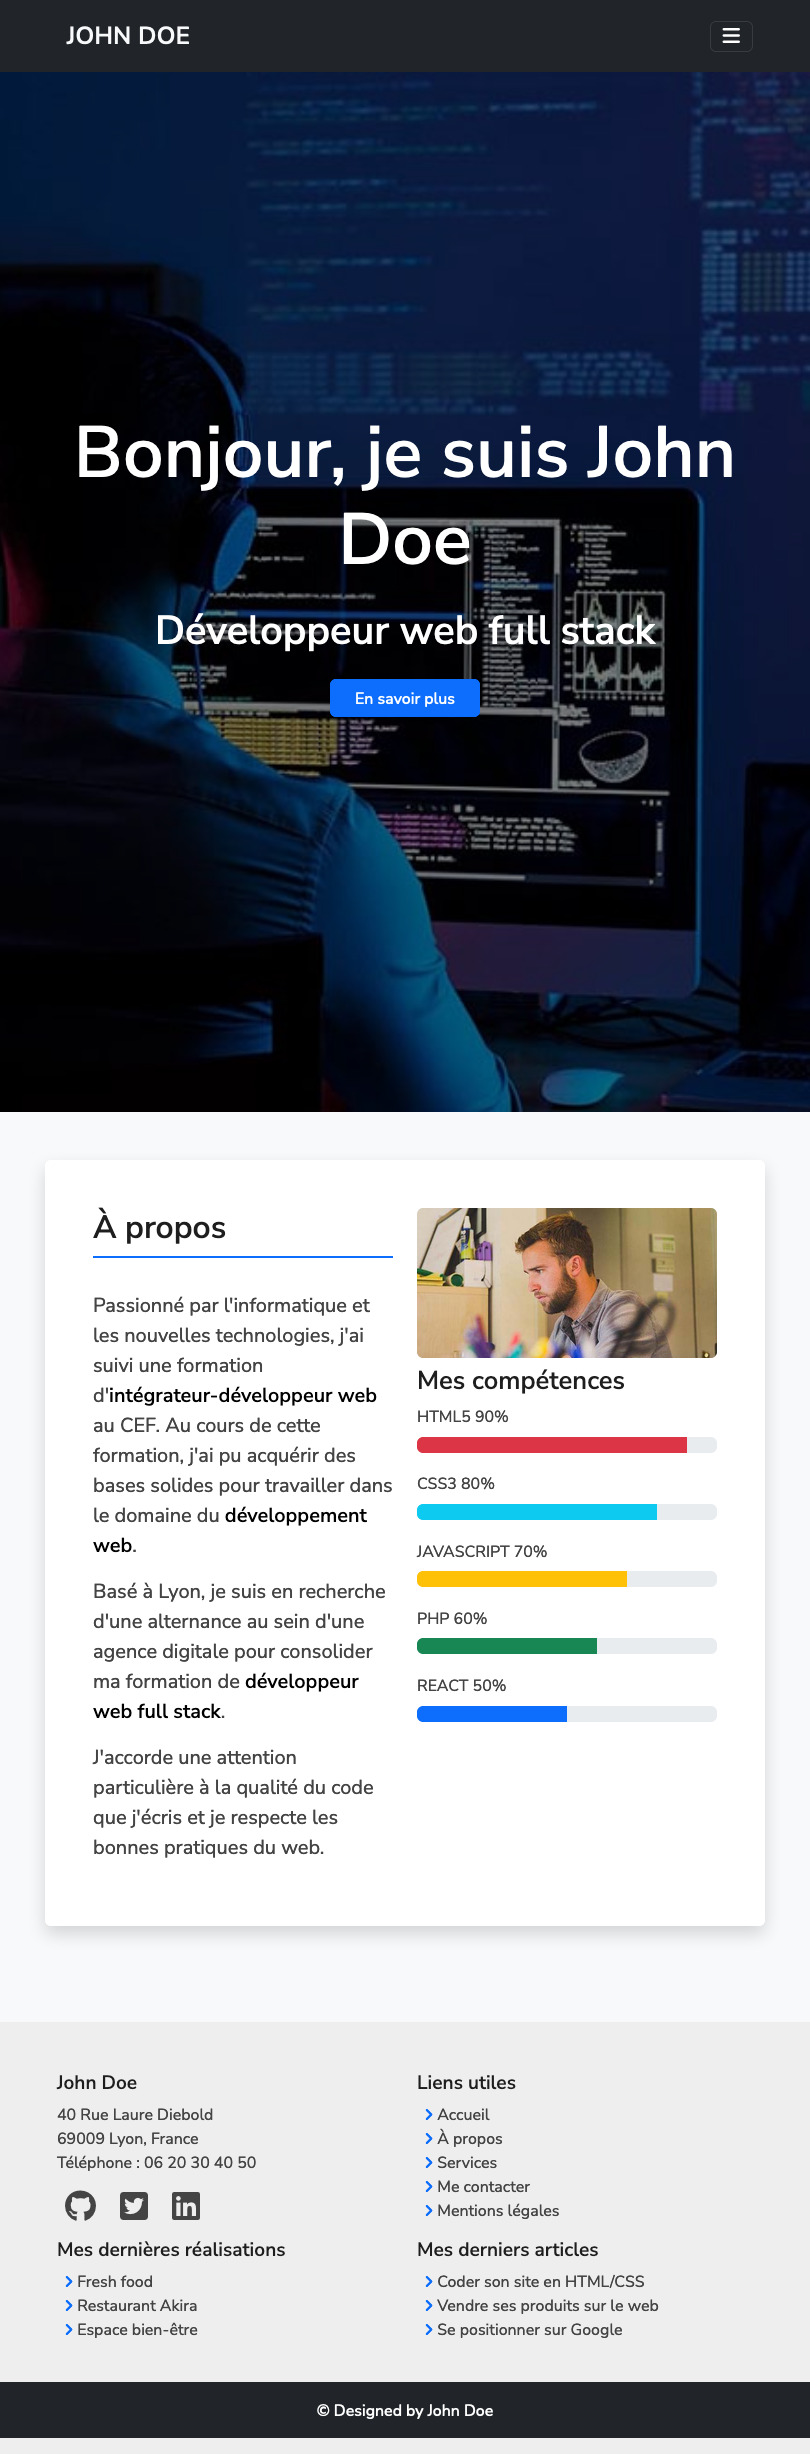 JOHN DOE
Bonjour, je suis John
Doe
Développeur web full stack
En savoir plus
À propos
Passionné par l'informatique et
les nouvelles technologies, j'ai
suivi une formation
d'intégrateur-développeur web
au CEF. Au cours de cette
formation, j'ai pu acquérir des
bases solides pour travailler dans
le domaine du développement
web.
Basé à Lyon, je suis en recherche
d'une alternance au sein d'une
agence digitale pour consolider
ma formation de développeur
web full stack.
J'accorde une attention
particulière à la qualité du code
que j'écris et je respecte les
bonnes pratiques du web.
Mes compétences
HTML5 90%
CSS3 80%
JAVASCRIPT 70%
PHP 60%
REACT 50%
John Doe
40 Rue Laure Diebold
69009 Lyon, France
Téléphone : 06 20 30 40 50
Liens utiles
Accueil
À propos
Services
Me contacter
Mentions légales
Mes dernières réalisations
Fresh food
Restaurant Akira
Espace bien-être
Mes derniers articles
Coder son site en HTML/CSS
Vendre ses produits sur le web
Se positionner sur Google
© Designed by John Doe